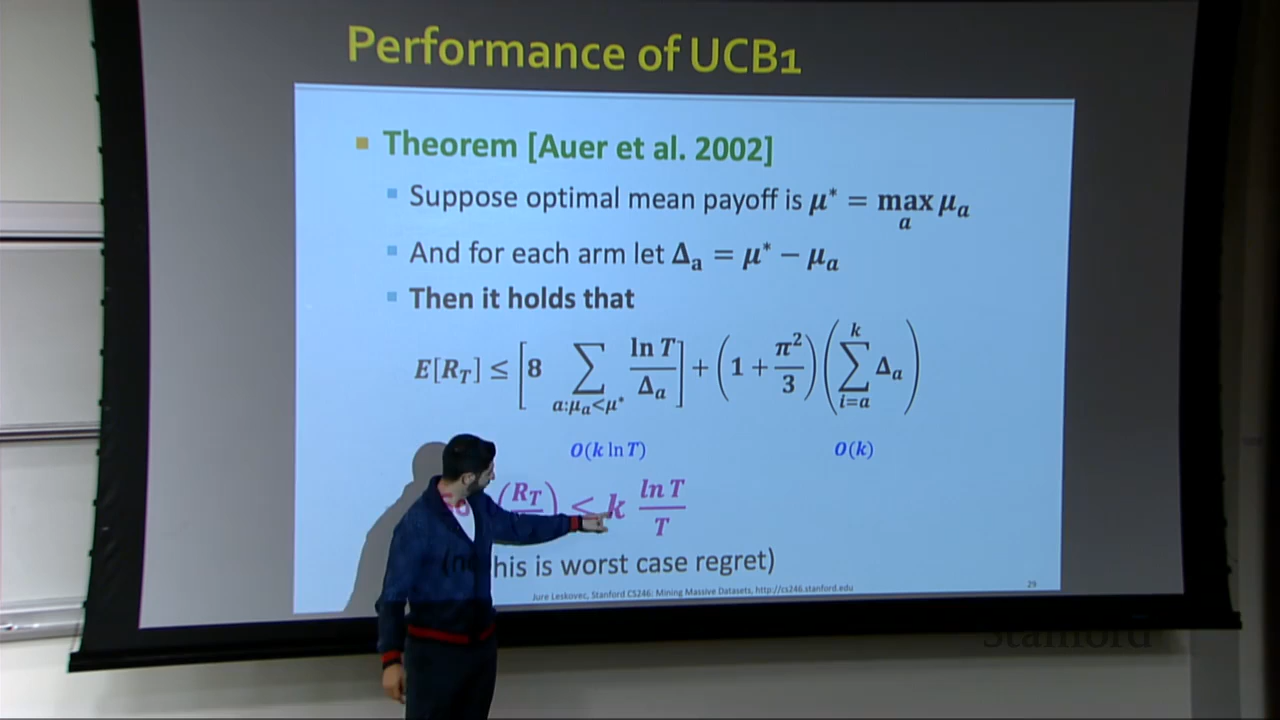 Performance of UCB1
Theorem [Auer et al. 2002]
Suppose optimal mean payoff is μ* = max_a μ_a
And for each arm let Δ_a = μ* − μ_a
Then it holds that
E[R_T] ≤ [8 ∑_{a:μ_a<μ*} ln T / Δ_a] + (1 + π² / 3) (∑_{i=a}^{k} Δ_a)
O(k ln T) O(k)
(R_T ) ≤ k ln T / T
this is worst case regret)
Jure Leskovec, Stanford CS246: Mining Massive Datasets, http://cs246.stanford.edu
29
Stanford